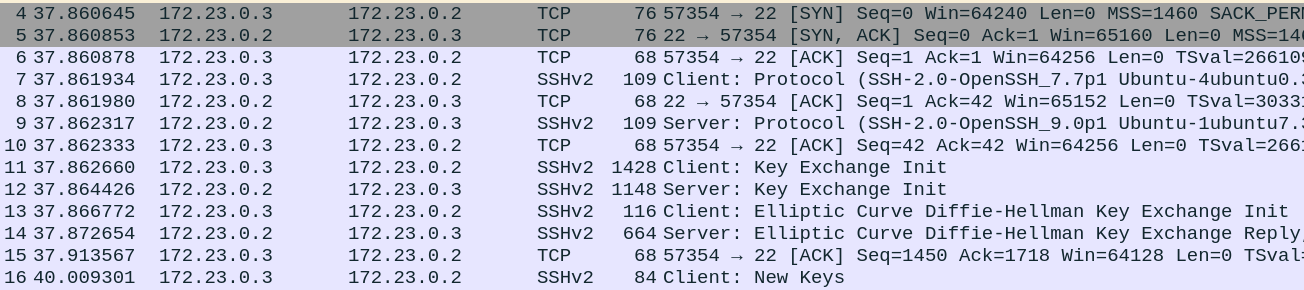 4 37.860645 172.23.0.3 172.23.0.2 TCP 76 57354 → 22 [SYN] Seq=0 Win=64240 Len=0 MSS=1460 SACK_PER
5 37.860853 172.23.0.2 172.23.0.3 TCP 76 22 → 57354 [SYN, ACK] Seq=0 Ack=1 Win=65160 Len=0 MSS=14
6 37.860878 172.23.0.3 172.23.0.2 TCP 68 57354 → 22 [ACK] Seq=1 Ack=1 Win=64256 Len=0 TSval=26610
7 37.861934 172.23.0.3 172.23.0.2 SSHv2 109 Client: Protocol (SSH-2.0-OpenSSH_7.7p1 Ubuntu-4ubuntu0.3
8 37.861980 172.23.0.2 172.23.0.3 TCP 68 22 → 57354 [ACK] Seq=1 Ack=42 Win=65152 Len=0 TSval=3033
9 37.862317 172.23.0.2 172.23.0.3 SSHv2 109 Server: Protocol (SSH-2.0-OpenSSH_9.0p1 Ubuntu-1ubuntu7.3
10 37.862333 172.23.0.3 172.23.0.2 TCP 68 57354 → 22 [ACK] Seq=42 Ack=42 Win=64256 Len=0 TSval=266
11 37.862660 172.23.0.3 172.23.0.2 SSHv2 1428 Client: Key Exchange Init
12 37.864426 172.23.0.2 172.23.0.3 SSHv2 1148 Server: Key Exchange Init
13 37.866772 172.23.0.3 172.23.0.2 SSHv2 116 Client: Elliptic Curve Diffie-Hellman Key Exchange Init
14 37.872654 172.23.0.2 172.23.0.3 SSHv2 664 Server: Elliptic Curve Diffie-Hellman Key Exchange Reply,
15 37.913567 172.23.0.3 172.23.0.2 TCP 68 57354 → 22 [ACK] Seq=1450 Ack=1718 Win=64128 Len=0 TSval=
16 40.009301 172.23.0.3 172.23.0.2 SSHv2 84 Client: New Keys